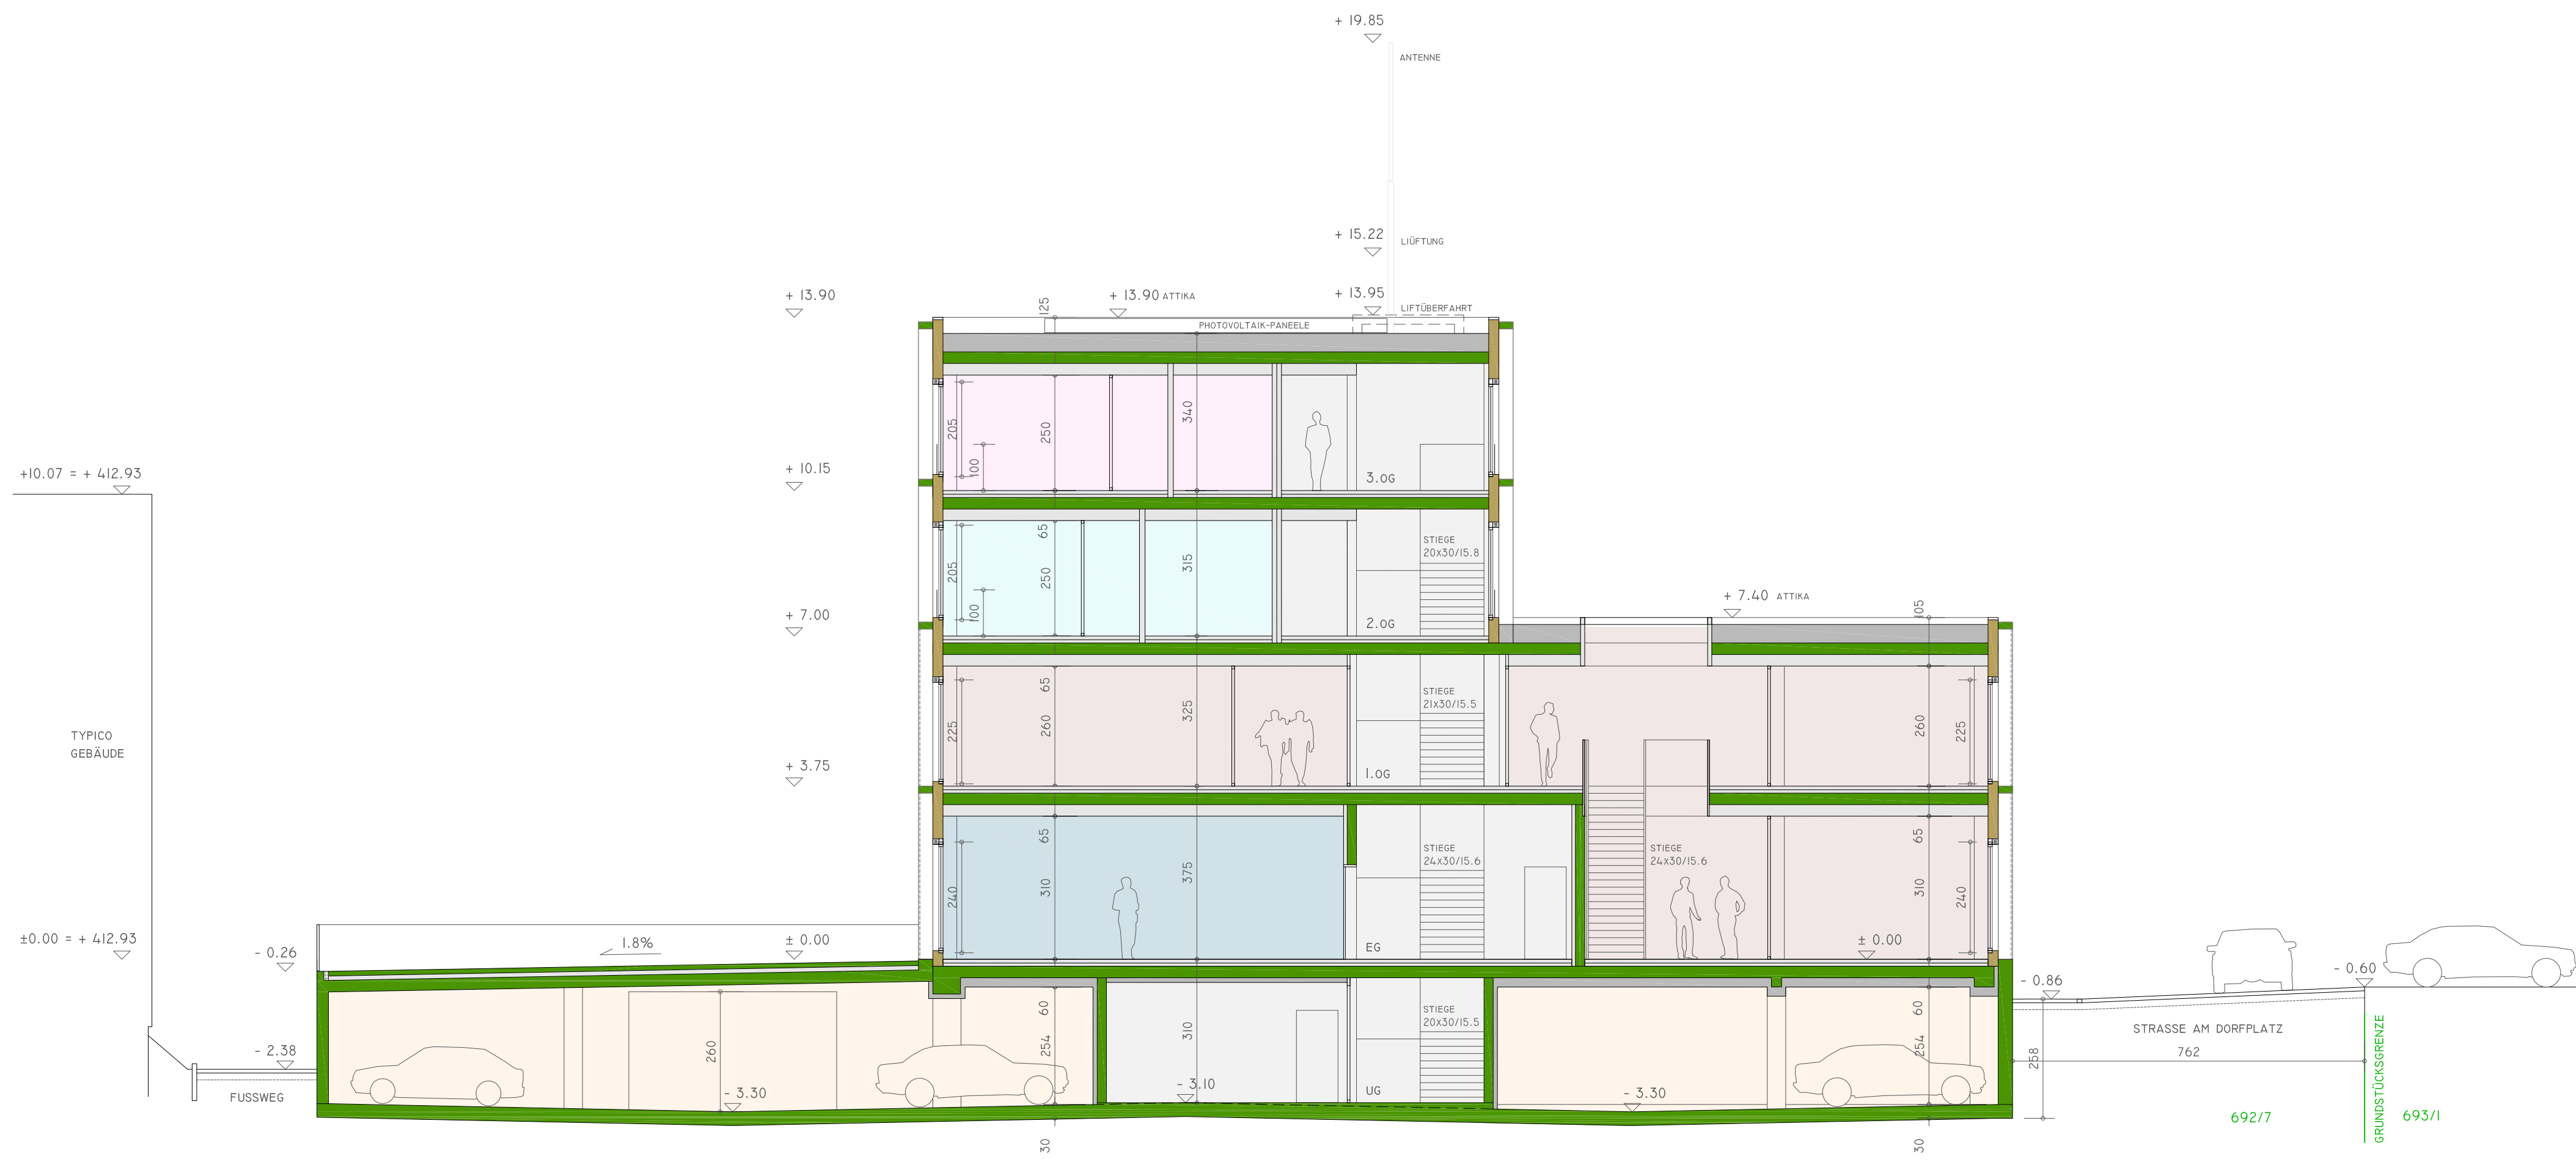 + 19.85
ANTENNE
+ 15.22
LIÜFTUNG
+ 13.90
125
+ 13.90 ATTIKA
+ 13.95
LIFTÜBERFAHRT
PHOTOVOLTAIK-PANEELE
205
250
340
100
3.OG
+10.07 = + 412.93
+ 10.15
65
STIEGE
20x30/15.8
205
250
315
100
2.OG
+ 7.00
+ 7.40 ATTIKA
105
65
STIEGE
21x30/15.5
225
260
325
260
225
1.OG
TYPICO
GEBÄUDE
+ 3.75
65
STIEGE
24x30/15.6
STIEGE
24x30/15.6
65
240
310
375
310
240
EG
±0.00 = + 412.93
- 0.26
1.8%
± 0.00
± 0.00
- 0.86
- 0.60
60
STIEGE
20x30/15.5
60
STRASSE AM DORFPLATZ
- 2.38
260
254
310
254
258
762
FUSSWEG
- 3.30
- 3.10
UG
- 3.30
GRUNDSTÜCKSGRENZE
692/7
693/1
30
30